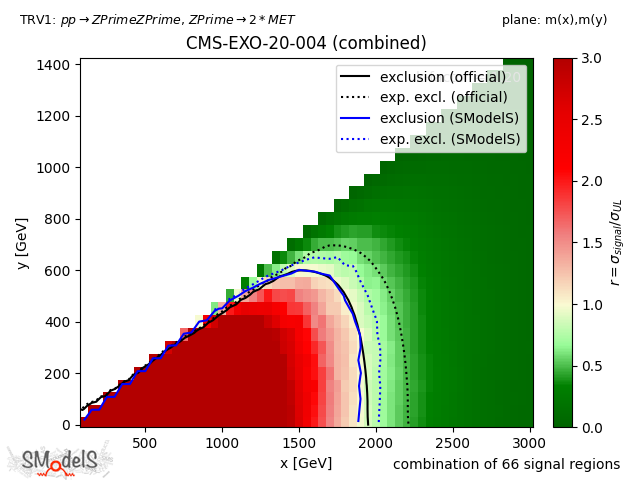 TRV1: pp → ZPrimeZPrime, ZPrime → 2 * MET
plane: m(x),m(y)
CMS-EXO-20-004 (combined)
exclusion (official)
exp. excl. (official)
exclusion (SModelS)
exp. excl. (SModelS)
1400
1200
1000
800
600
400
200
0
y [GeV]
500
1000
1500
2000
2500
3000
x [GeV]
3.0
2.5
2.0
1.5
1.0
0.5
0.0
r = σsignal/σUL
SModelS
combination of 66 signal regions